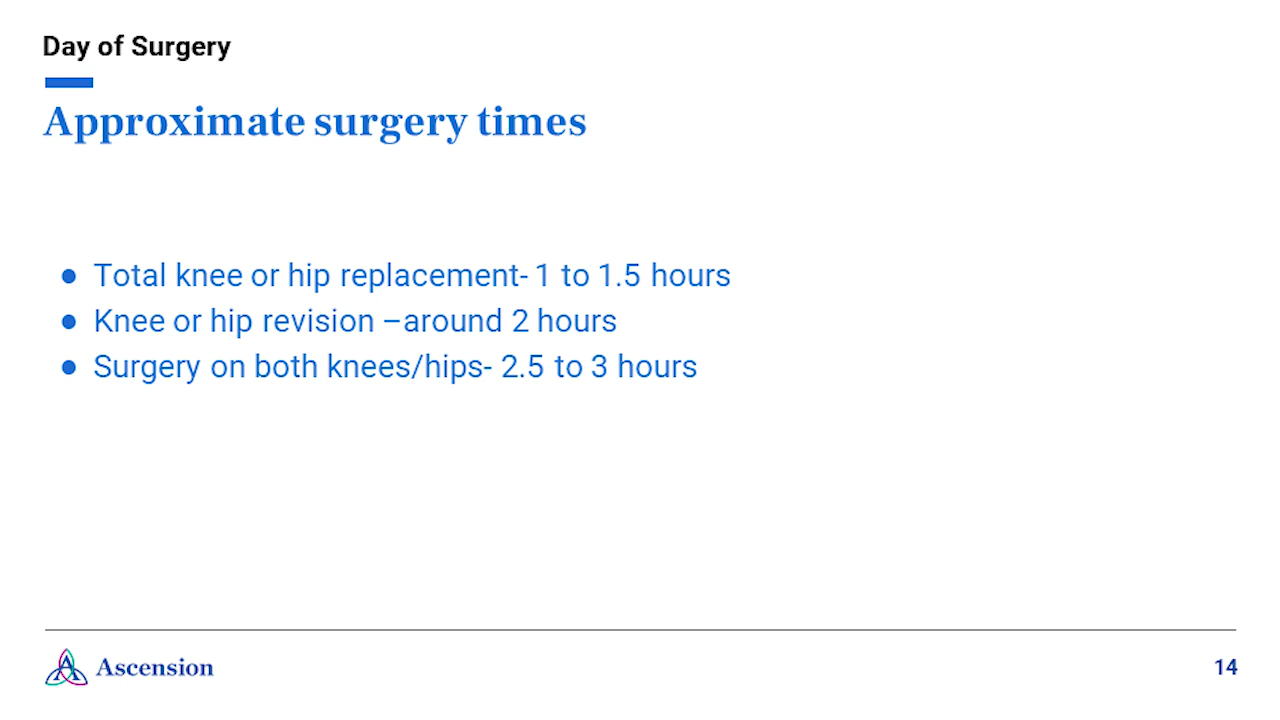 Day of Surgery
Approximate surgery times
● Total knee or hip replacement- 1 to 1.5 hours
● Knee or hip revision –around 2 hours
● Surgery on both knees/hips- 2.5 to 3 hours
Ascension
14